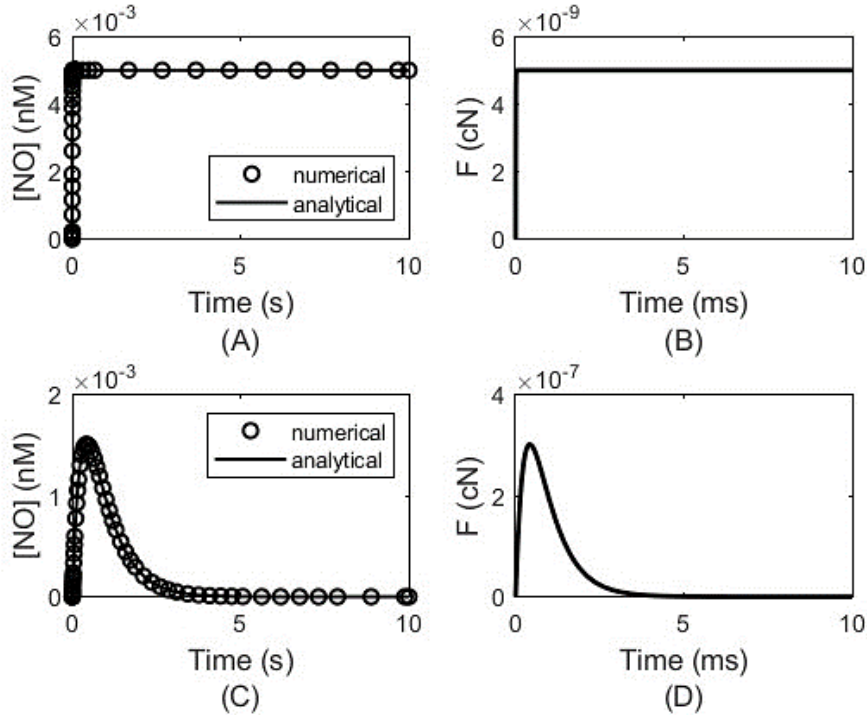 ×10⁻³
6
4
2
0
[NO] (nM)
numerical
analytical
0
5
10
Time (s)
(A)
×10⁻⁹
6
4
2
0
F (cN)
0
5
10
Time (ms)
(B)
×10⁻³
2
1
0
[NO] (nM)
numerical
analytical
0
5
10
Time (s)
(C)
×10⁻⁷
4
2
0
F (cN)
0
5
10
Time (ms)
(D)